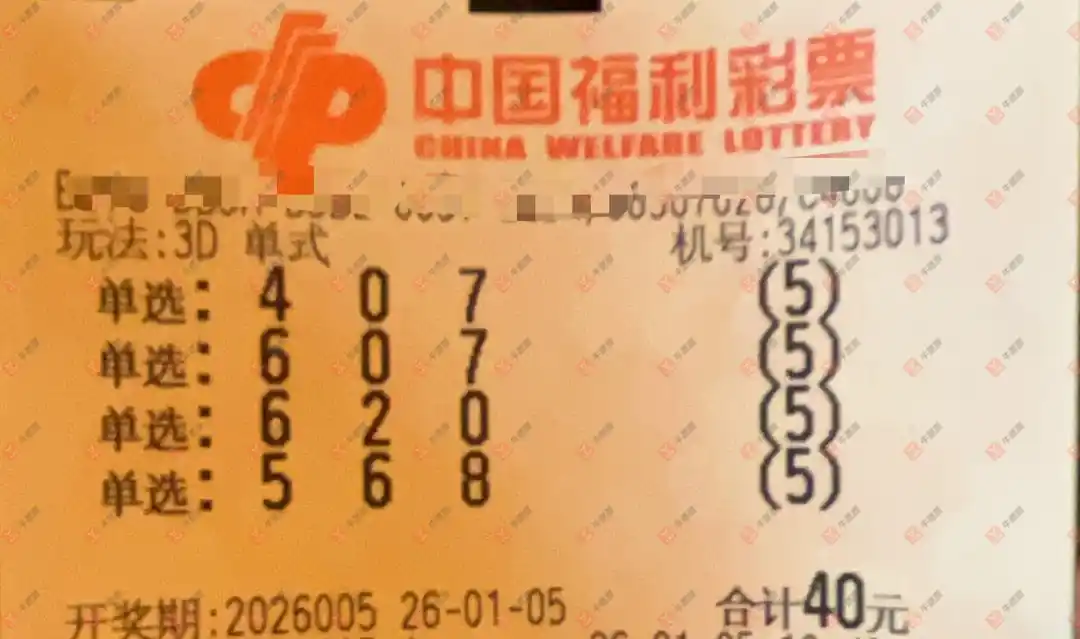 中国福利彩票
CHINA WELFARE LOTTERY
玩法:3D 单式 机号:34153013
单选: 4 0 7 (5)
单选: 6 0 7 (5)
单选: 6 2 0 (5)
单选: 5 6 8 (5)
开奖期:2026005 26-01-05 合计40元